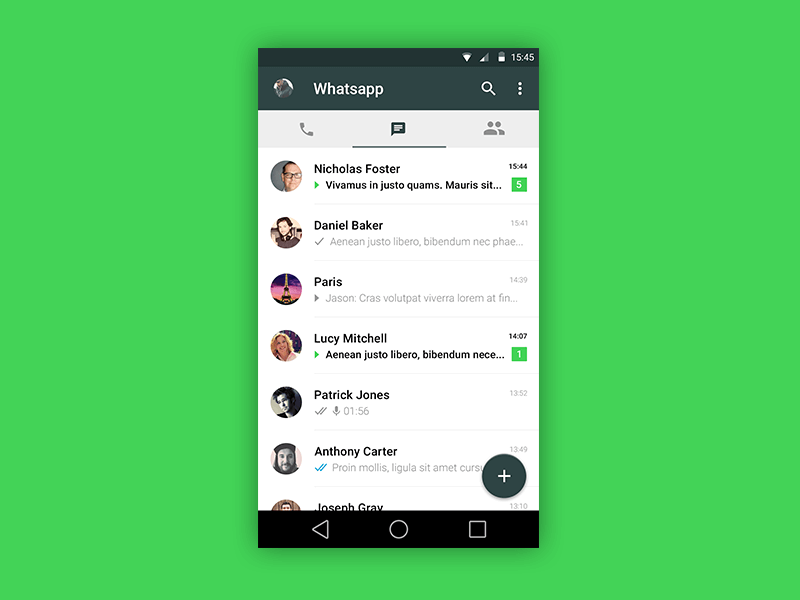 15:45
Whatsapp
Nicholas Foster 15:44
Vivamus in justo quams. Mauris sit... 5
Daniel Baker 15:41
Aenean justo libero, bibendum nec phae...
Paris 14:39
Jason: Cras volutpat viverra lorem at fin...
Lucy Mitchell 14:07
Aenean justo libero, bibendum nece... 1
Patrick Jones 13:52
01:56
Anthony Carter 13:49
Proin mollis, ligula sit amet cursu
Joseph Gray 13:10